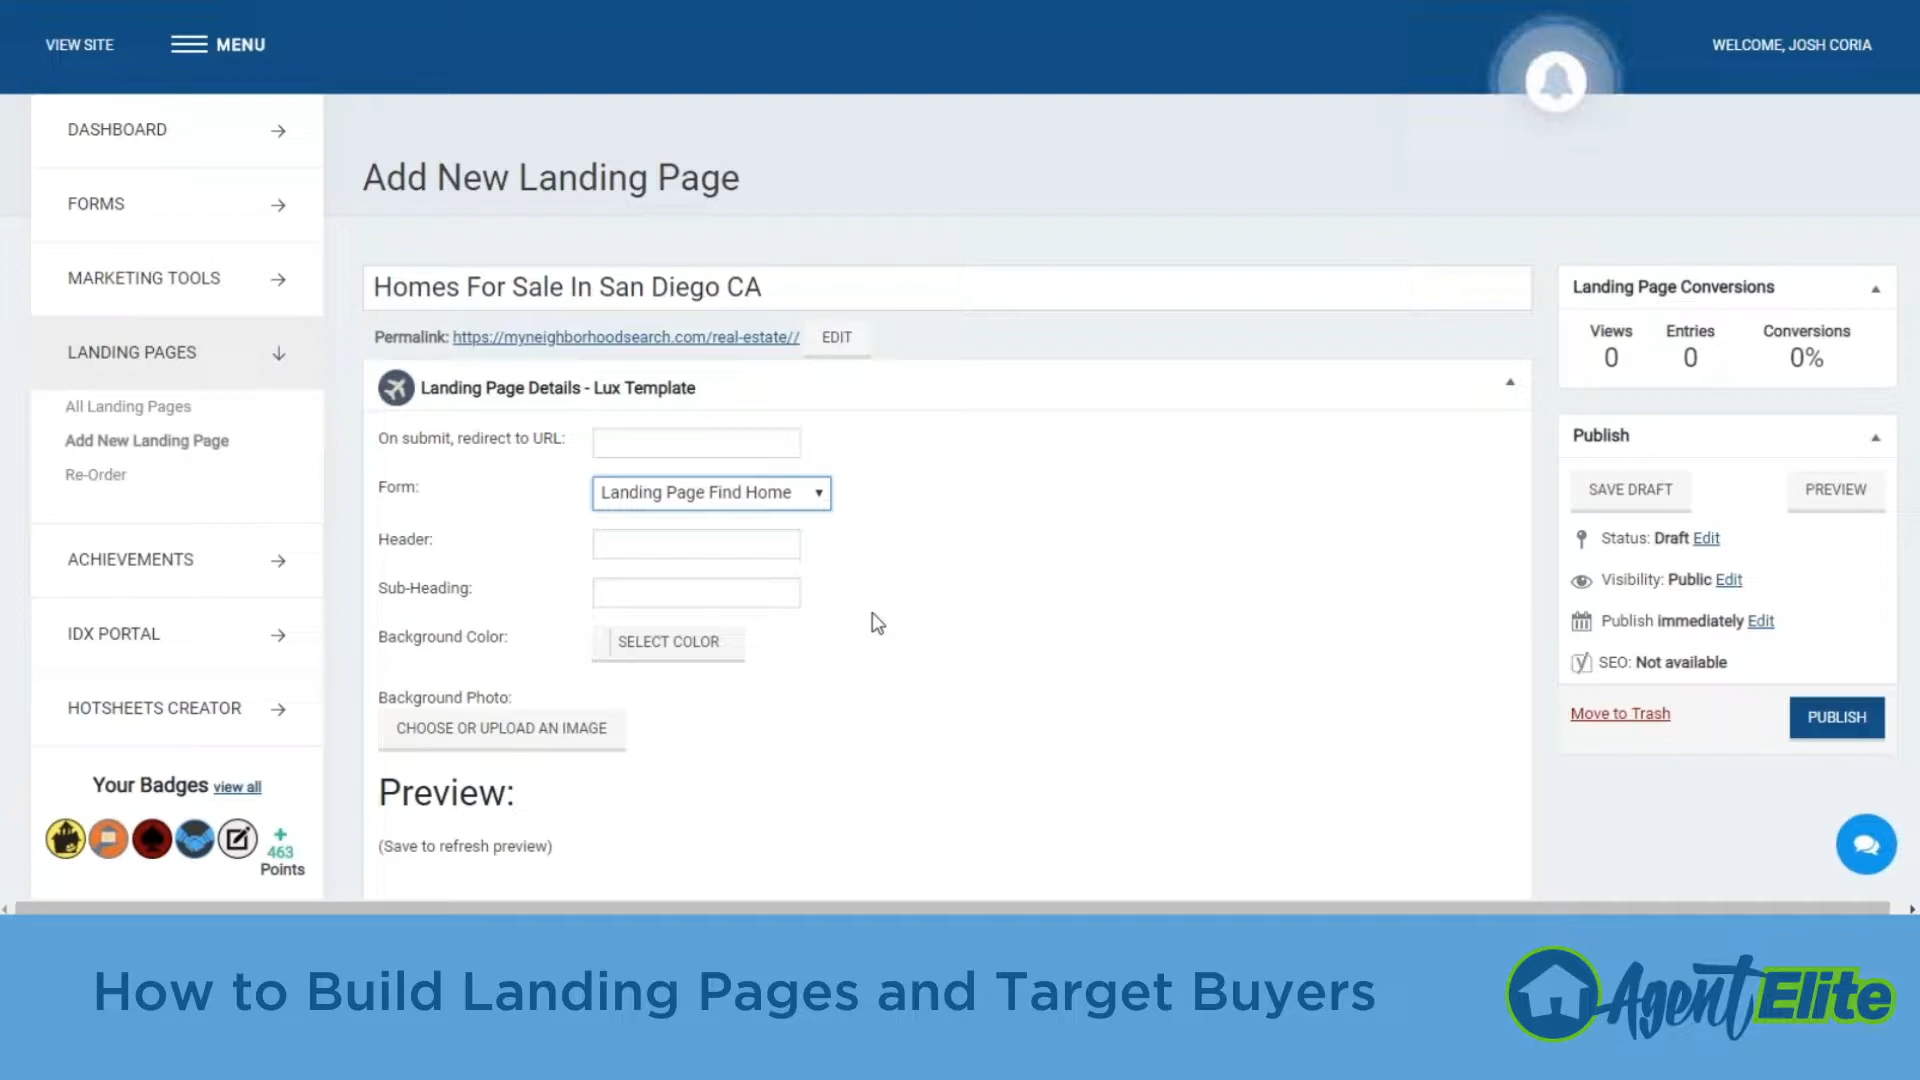 VIEW SITE
MENU
WELCOME, JOSH CORIA
DASHBOARD
FORMS
MARKETING TOOLS
LANDING PAGES
All Landing Pages
Add New Landing Page
Re-Order
ACHIEVEMENTS
IDX PORTAL
HOTSHEETS CREATOR
Your Badges view all
+
463
Points
Add New Landing Page
Homes For Sale In San Diego CA
Permalink: https://myneighborhoodsearch.com/real-estate// EDIT
Landing Page Details - Lux Template
On submit, redirect to URL:
Form: Landing Page Find Home
Header:
Sub-Heading:
Background Color: SELECT COLOR
Background Photo:
CHOOSE OR UPLOAD AN IMAGE
Preview:
(Save to refresh preview)
Landing Page Conversions
Views Entries Conversions
0 0 0%
Publish
SAVE DRAFT PREVIEW
Status: Draft Edit
Visibility: Public Edit
Publish immediately Edit
SEO: Not available
Move to Trash PUBLISH
How to Build Landing Pages and Target Buyers
Agent Elite